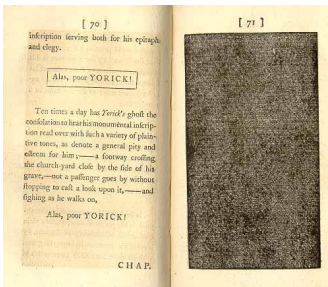 [ 70 ]
inſcription ſerving both for his epitaph
and elegy.
Alas, poor YORICK!
Ten times a day has Yorick's ghoſt the
conſolation to hear his monumental inſcrip-
tion read over with ſuch a variety of plain-
tive tones, as denote a general pity and
eſteem for him;——a footway croſſing
the church-yard cloſe by the ſide of his
grave,—not a paſſenger goes by without
ſtopping to caſt a look upon it,——and
ſighing as he walks on,
Alas, poor YORICK!
CHAP.
[ 71 ]